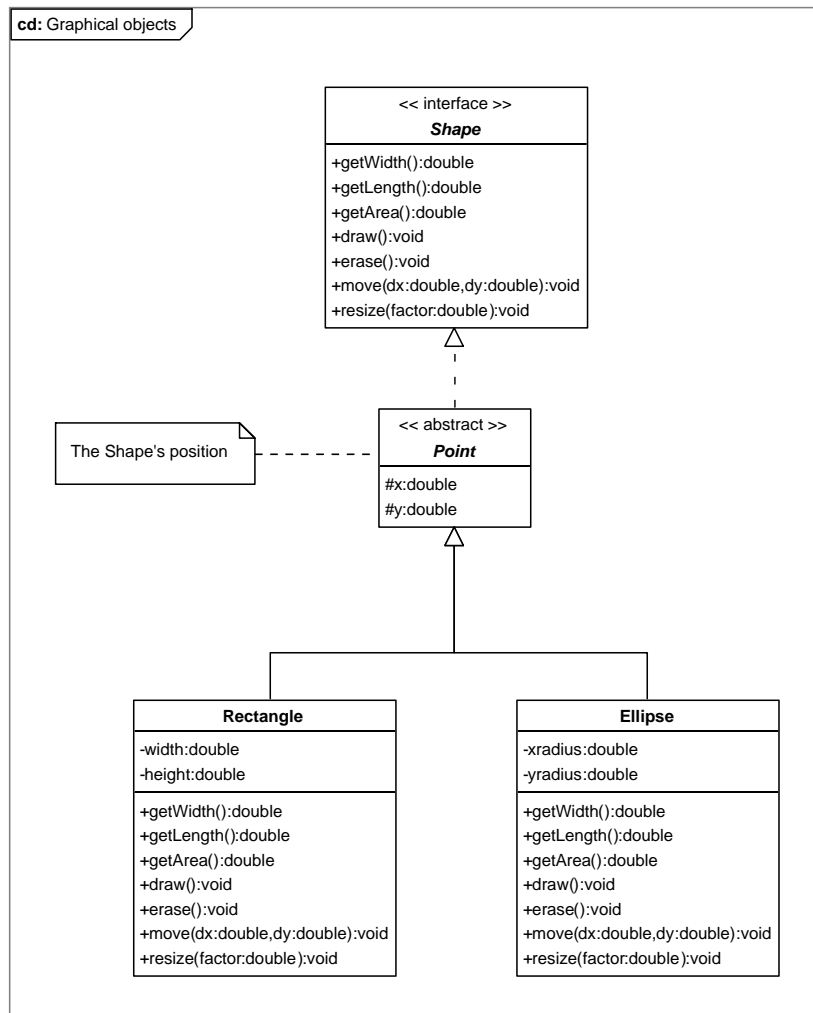 cd: Graphical objects
<< interface >>
Shape
+getWidth():double
+getLength():double
+getArea():double
+draw():void
+erase():void
+move(dx:double,dy:double):void
+resize(factor:double):void
The Shape's position
<< abstract >>
Point
#x:double
#y:double
Rectangle
-width:double
-height:double
+getWidth():double
+getLength():double
+getArea():double
+draw():void
+erase():void
+move(dx:double,dy:double):void
+resize(factor:double):void
Ellipse
-xradius:double
-yradius:double
+getWidth():double
+getLength():double
+getArea():double
+draw():void
+erase():void
+move(dx:double,dy:double):void
+resize(factor:double):void